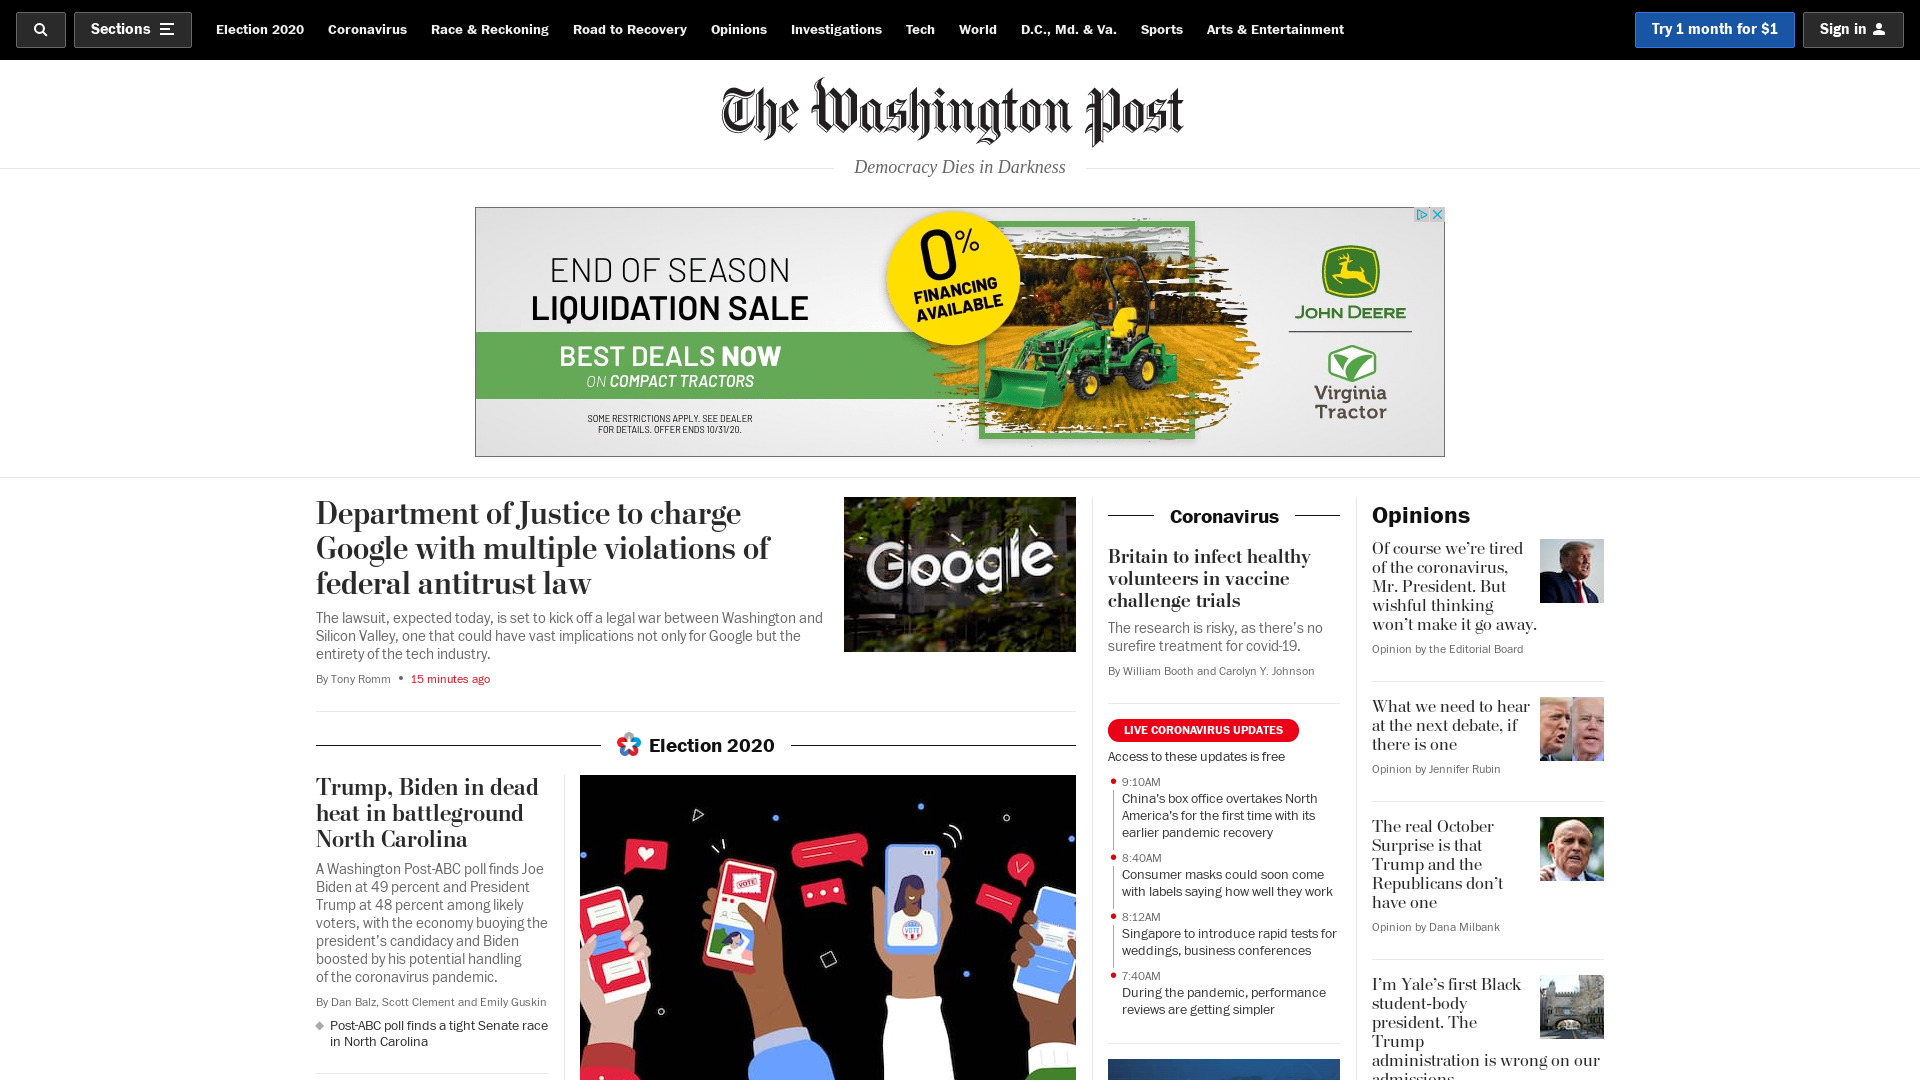 Sections
Election 2020
Coronavirus
Race & Reckoning
Road to Recovery
Opinions
Investigations
Tech
World
D.C., Md. & Va.
Sports
Arts & Entertainment
Try 1 month for $1
Sign in
The Washington Post
Democracy Dies in Darkness
END OF SEASON
LIQUIDATION SALE
BEST DEALS NOW
ON COMPACT TRACTORS
SOME RESTRICTIONS APPLY. SEE DEALER
FOR DETAILS. OFFER ENDS 10/31/20.
0%
FINANCING
AVAILABLE
JOHN DEERE
Virginia
Tractor
Department of Justice to charge
Google with multiple violations of
federal antitrust law
The lawsuit, expected today, is set to kick off a legal war between Washington and
Silicon Valley, one that could have vast implications not only for Google but the
entirety of the tech industry.
By Tony Romm • 15 minutes ago
Google
Election 2020
Trump, Biden in dead
heat in battleground
North Carolina
A Washington Post-ABC poll finds Joe
Biden at 49 percent and President
Trump at 48 percent among likely
voters, with the economy buoying the
president’s candidacy and Biden
boosted by his potential handling
of the coronavirus pandemic.
By Dan Balz, Scott Clement and Emily Guskin
Post-ABC poll finds a tight Senate race
in North Carolina
VOTE
VOTE
Coronavirus
Britain to infect healthy
volunteers in vaccine
challenge trials
The research is risky, as there’s no
surefire treatment for covid-19.
By William Booth and Carolyn Y. Johnson
LIVE CORONAVIRUS UPDATES
Access to these updates is free
9:10AM
China’s box office overtakes North
America’s for the first time with its
earlier pandemic recovery
8:40AM
Consumer masks could soon come
with labels saying how well they work
8:12AM
Singapore to introduce rapid tests for
weddings, business conferences
7:40AM
During the pandemic, performance
reviews are getting simpler
Opinions
Of course we’re tired
of the coronavirus,
Mr. President. But
wishful thinking
won’t make it go away.
Opinion by the Editorial Board
What we need to hear
at the next debate, if
there is one
Opinion by Jennifer Rubin
The real October
Surprise is that
Trump and the
Republicans don’t
have one
Opinion by Dana Milbank
I’m Yale’s first Black
student-body
president. The
Trump
administration is wrong on our
admissions